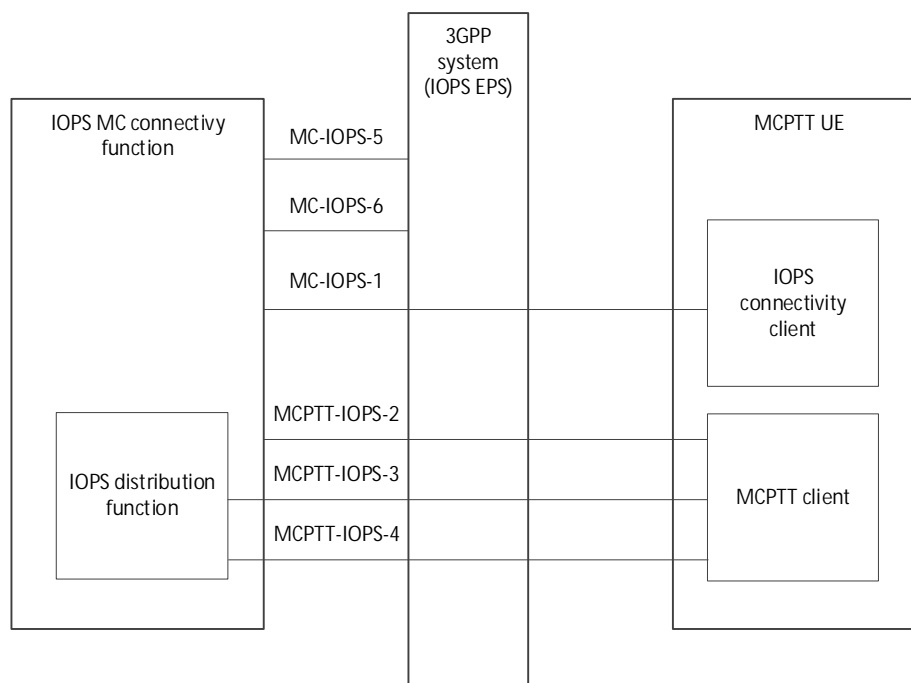 3GPP
system
(IOPS EPS)
IOPS MC connectivy
function
MC-IOPS-5
MC-IOPS-6
MC-IOPS-1
MCPTT UE
IOPS
connectivity
client
MCPTT-IOPS-2
MCPTT-IOPS-3
MCPTT-IOPS-4
IOPS distribution
function
MCPTT client